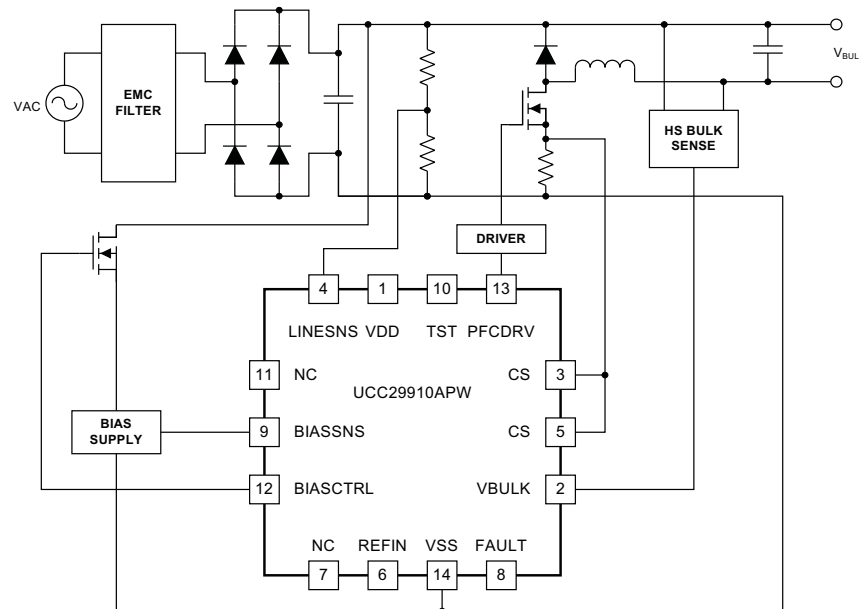 EMC
FILTER
VAC
VBUL
HS BULK
SENSE
DRIVER
4
1
10
13
LINESNS
VDD
TST
PFCDRV
11
NC
CS
3
UCC29910APW
BIAS
SUPPLY
9
BIASSNS
CS
5
12
BIASCTRL
VBULK
2
NC
REFIN
VSS
FAULT
7
6
14
8